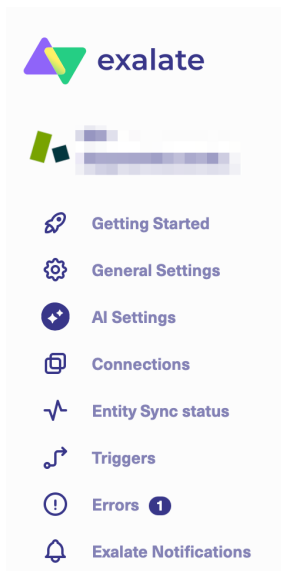 exalate
Getting Started
General Settings
AI Settings
Connections
Entity Sync status
Triggers
Errors 1
Exalate Notifications